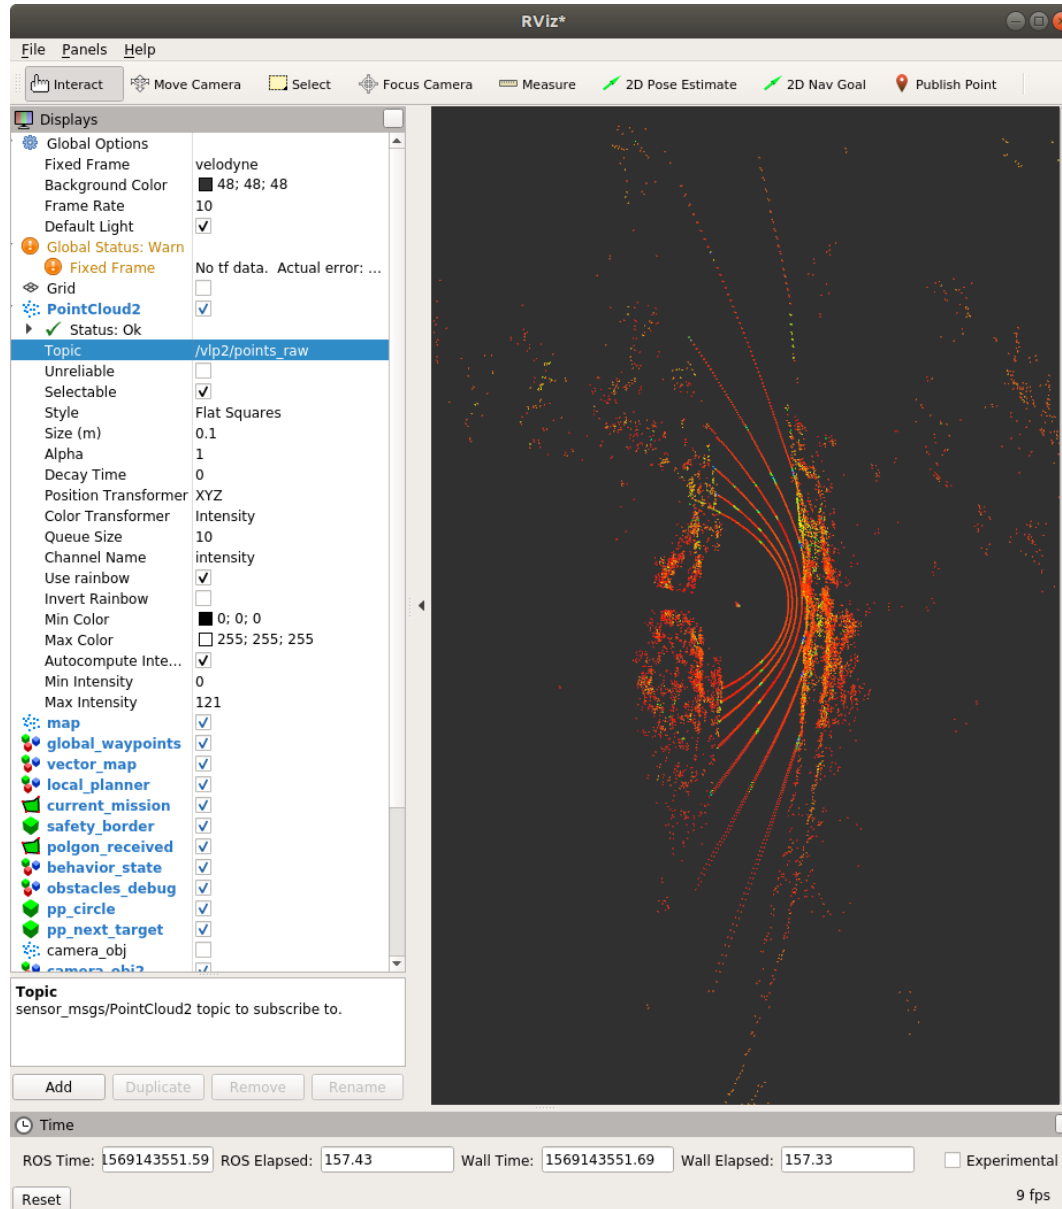 RViz*
File Panels Help
Interact Move Camera Select Focus Camera Measure 2D Pose Estimate 2D Nav Goal Publish Point
Displays
Global Options
Fixed Frame velodyne
Background Color 48; 48; 48
Frame Rate 10
Default Light
Global Status: Warn
Fixed Frame No tf data. Actual error: ...
Grid
PointCloud2
Status: Ok
Topic /vlp2/points_raw
Unreliable
Selectable
Style Flat Squares
Size (m) 0.1
Alpha 1
Decay Time 0
Position Transformer XYZ
Color Transformer Intensity
Queue Size 10
Channel Name intensity
Use rainbow
Invert Rainbow
Min Color 0; 0; 0
Max Color 255; 255; 255
Autocompute Inte...
Min Intensity 0
Max Intensity 121
map
global_waypoints
vector_map
local_planner
current_mission
safety_border
polgon_received
behavior_state
obstacles_debug
pp_circle
pp_next_target
camera_obj
camera_obj2
Topic
sensor_msgs/PointCloud2 topic to subscribe to.
Add Duplicate Remove Rename
Time
ROS Time: 1569143551.59 ROS Elapsed: 157.43 Wall Time: 1569143551.69 Wall Elapsed: 157.33 Experimental
Reset 9 fps